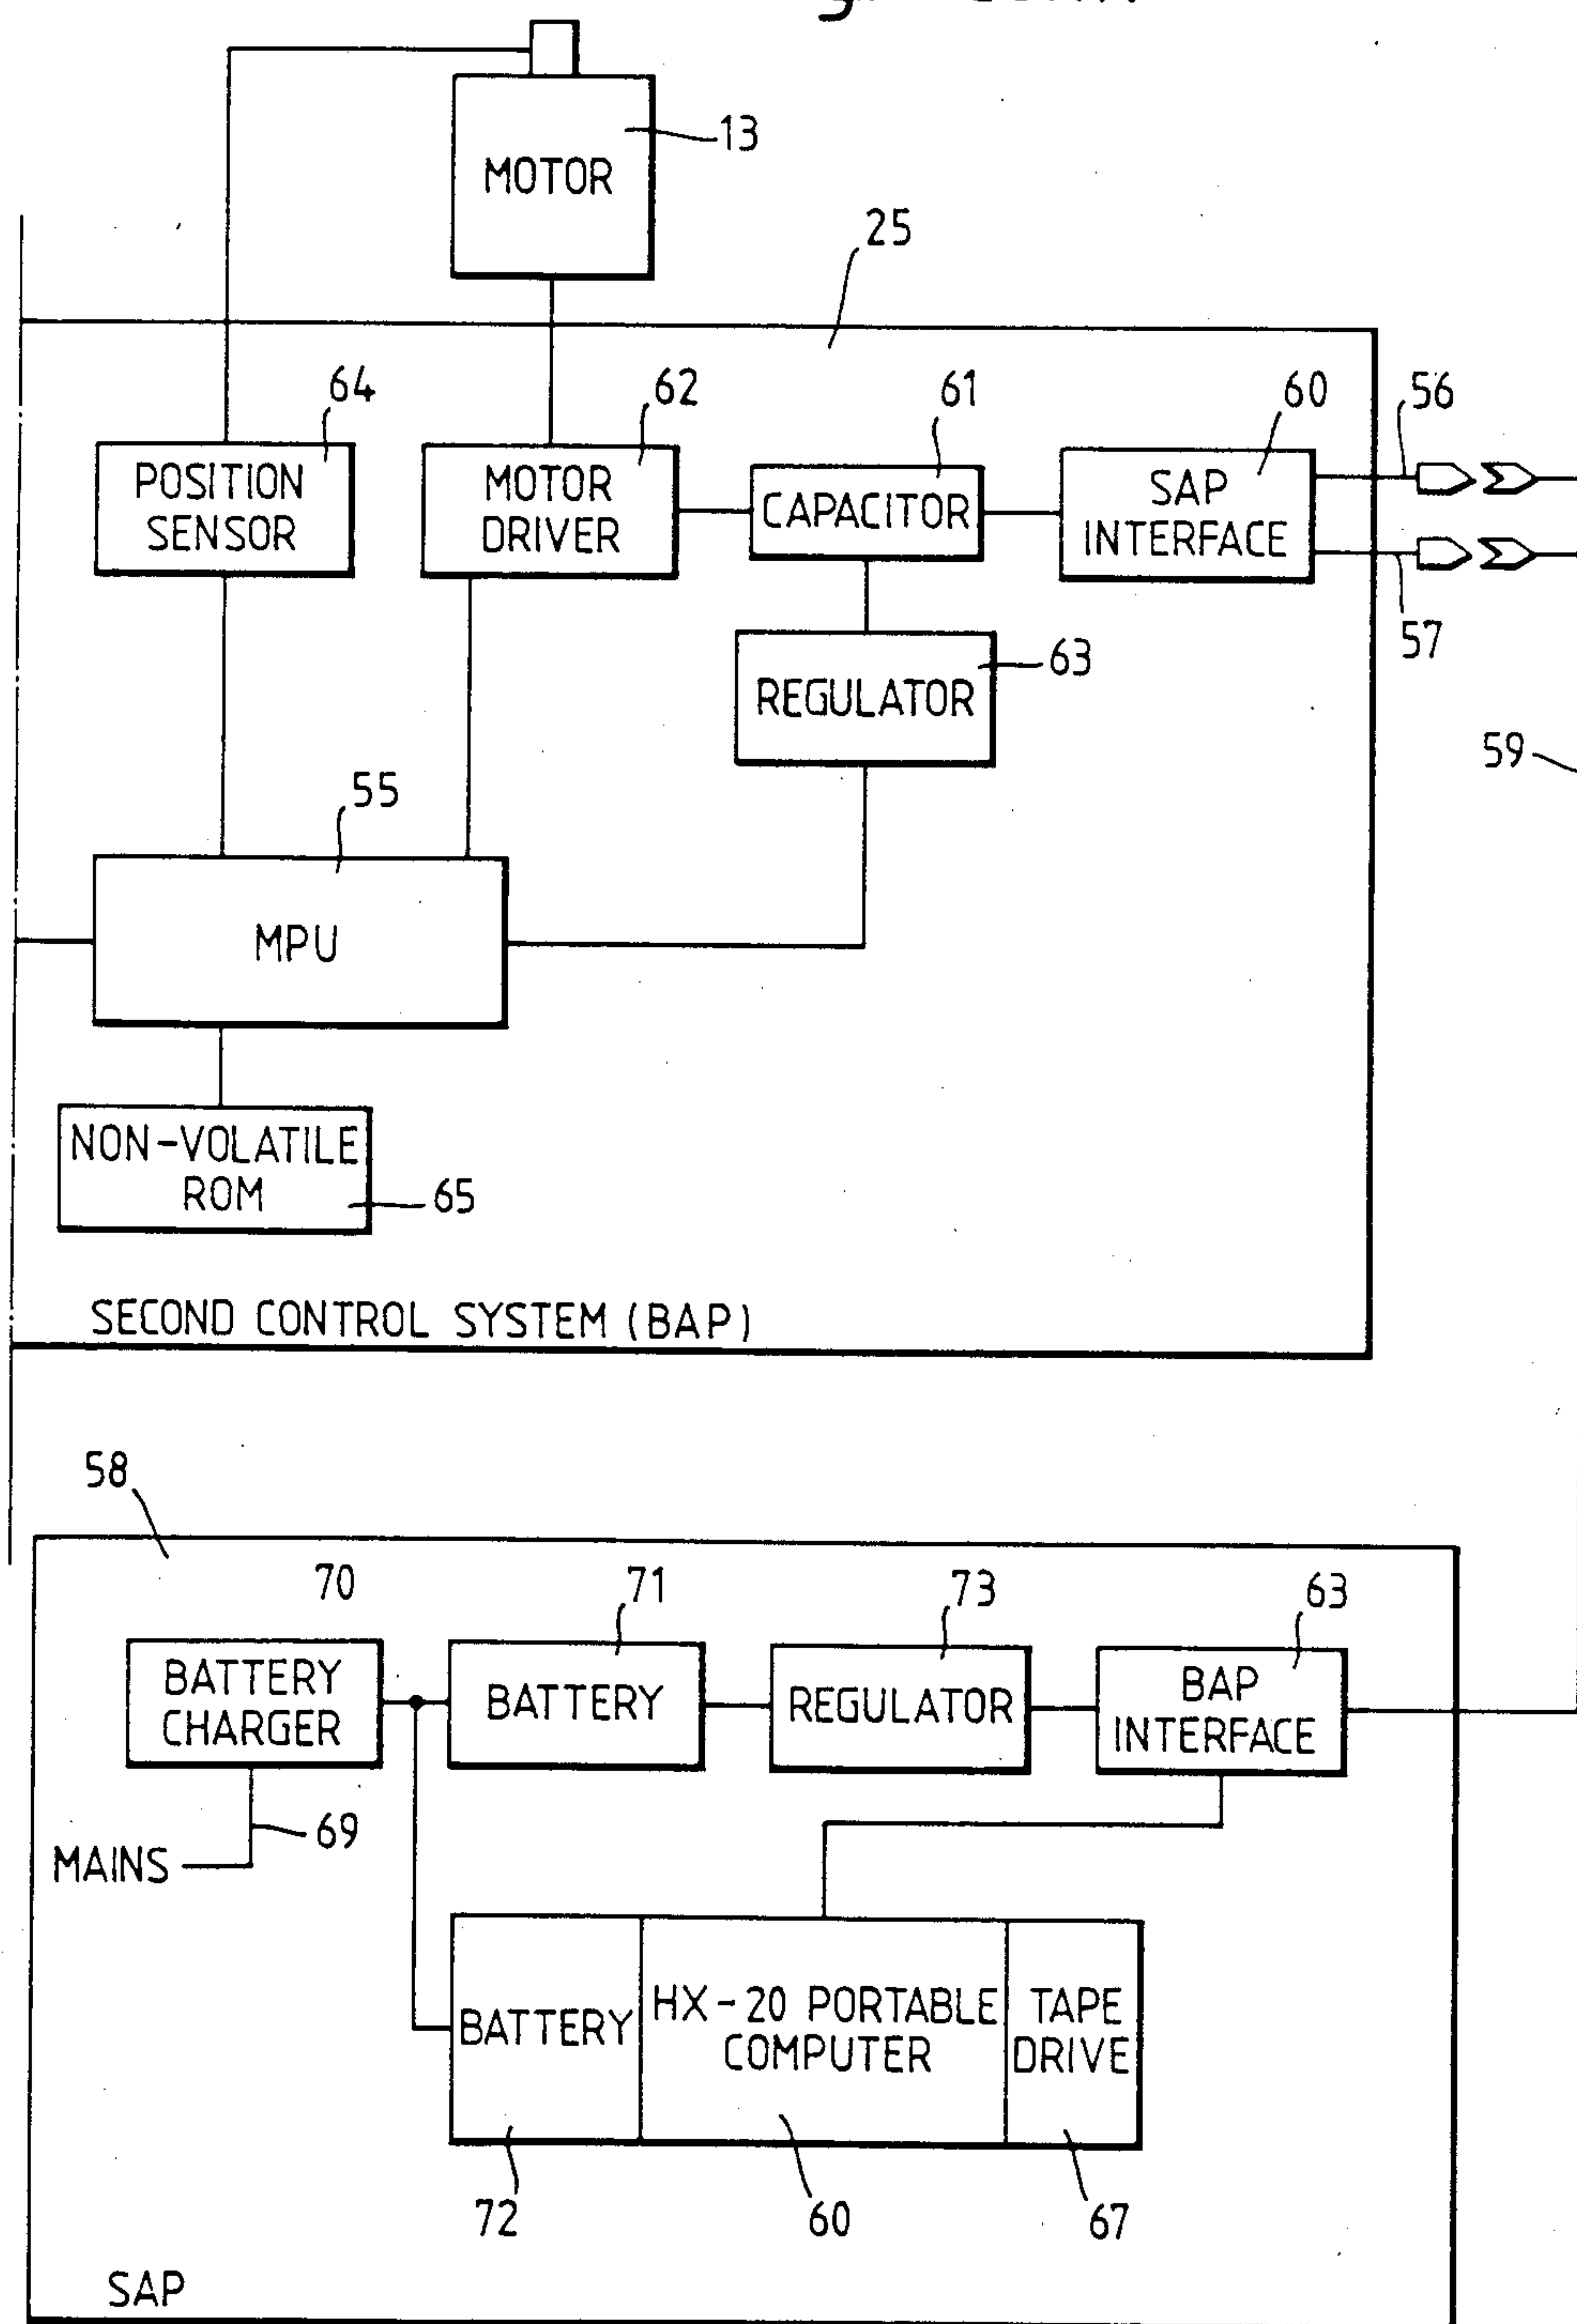 13
MOTOR
25
64
62
61
60
56
POSITION
SENSOR
MOTOR
DRIVER
CAPACITOR
SAP
INTERFACE
57
REGULATOR
63
59
55
MPU
NON-VOLATILE
ROM
65
SECOND CONTROL SYSTEM (BAP)
58
70
71
73
63
BATTERY
CHARGER
BATTERY
REGULATOR
BAP
INTERFACE
69
MAINS
BATTERY
HX-20 PORTABLE
COMPUTER
TAPE
DRIVE
72
60
67
SAP